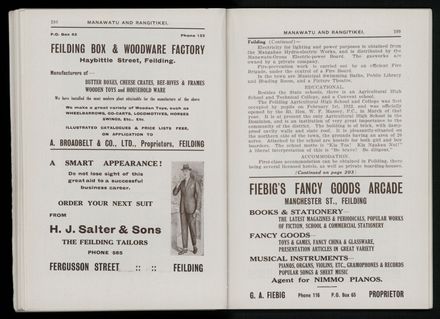 198
MANAWATU AND RANGITIKEI.
P.O. Box 63 Phone 153
FEILDING BOX & WOODWARE FACTORY
Haybittle Street, Feilding.
Manufacturers of—
BUTTER BOXES, CHEESE CRATES, BEE-HIVES & FRAMES
WOODEN TOYS and HOUSEHOLD WARE
We have installed the most modern plant obtainable for the manufacture of the above
We make a great variety of Wooden Toys, such as
WHEELBARROWS, GO-CARTS, LOCOMOTIVES, HORSES
SWINGS, Etc. Etc.
ILLUSTRATED CATALOGUES & PRICE LISTS FREE,
ON APPLICATION TO
A. BROADBELT & CO., LTD., Proprietors, FEILDING
A SMART APPEARANCE!
Do not lose sight of this
great aid to a successful
business career.
ORDER YOUR NEXT SUIT
FROM
H. J. Salter & Sons
THE FEILDING TAILORS
PHONE 585
FERGUSSON STREET :: :: FEILDING
MANAWATU AND RANGITIKEI.
199
Feilding (Continued)—
Electricity for lighting and power purposes is obtained from
the Mangahao Hydro-electric Works, and is distributed by the
Manawatu-Oroua Electric-power Board. The gasworks are
owned by a private company.
Fire-prevention work is carried out by an efficient Fire
Brigade, under the control of a Fire Board.
In the town are Municipal Swimming Baths, Public Library
and Reading Room, and a Picture Theatre.
EDUCATIONAL.
Besides the State schools, there is an Agricultural High
School and Technical College, and a Convent school.
The Feilding Agricultural High School and College was first
occupied by pupils on February 1st, 1922, and was officially
opened by the Rt. Hon. W. F. Massey, P.C., in March of that
year. It is at present the only Agricultural High School in the
Dominion, and is an institution of very great importance to the
community of the district. The building is of brick, with damp-
proof cavity walls and slate roof. It is pleasantly situated on
the northern side of the town, the grounds having an area of 20
acres. Attached to the school are hostels for both girl and boy
boarders. The school motto is "Kia Toa! Kia Ngakau Nui!"
a liberal interpretation of this is "Be brave! Be diligent."
ACCOMMODATION.
First-class accommodation can be obtained in Feilding, there
being several licensed hotels, as well as private boarding-houses.
(Continued on page 203)
FIEBIG'S FANCY GOODS ARCADE
MANCHESTER ST., FEILDING
BOOKS & STATIONERY—
THE LATEST MAGAZINES & PERIODICALS, POPULAR WORKS
OF FICTION, SCHOOL & COMMERCIAL STATIONERY
FANCY GOODS—
TOYS & GAMES, FANCY CHINA & GLASSWARE,
PRESENTATION ARTICLES IN GREAT VARIETY
MUSICAL INSTRUMENTS—
PIANOS, ORGANS, VIOLINS, ETC., GRAMOPHONES & RECORDS
POPULAR SONGS & SHEET MUSIC
Agent for NIMMO PIANOS.
G. A. FIEBIG Phone 116 P.O. Box 65 PROPRIETOR